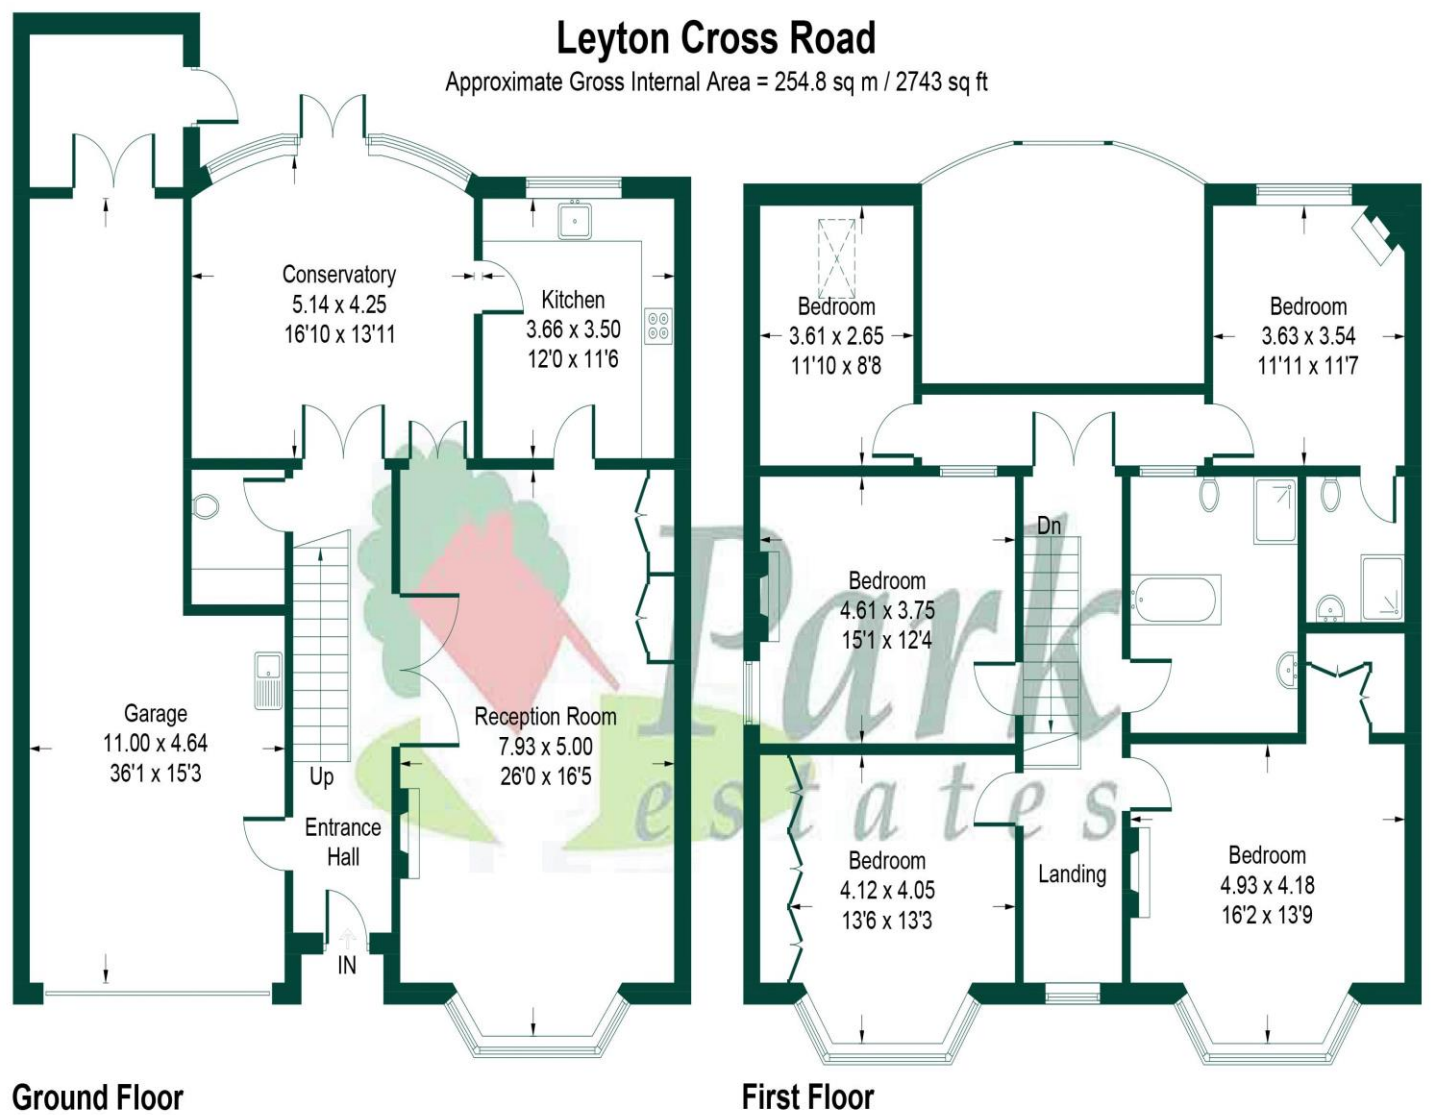 Leyton Cross Road
Approximate Gross Internal Area = 254.8 sq m / 2743 sq ft
Conservatory
5.14 x 4.25
16'10 x 13'11
Kitchen
3.66 x 3.50
12'0 x 11'6
Garage
11.00 x 4.64
36'1 x 15'3
Up
Entrance
Hall
IN
Reception Room
7.93 x 5.00
26'0 x 16'5
Ground Floor
Bedroom
3.61 x 2.65
11'10 x 8'8
Bedroom
3.63 x 3.54
11'11 x 11'7
Dn
Bedroom
4.61 x 3.75
15'1 x 12'4
Bedroom
4.12 x 4.05
13'6 x 13'3
Landing
Bedroom
4.93 x 4.18
16'2 x 13'9
First Floor
Park
estates